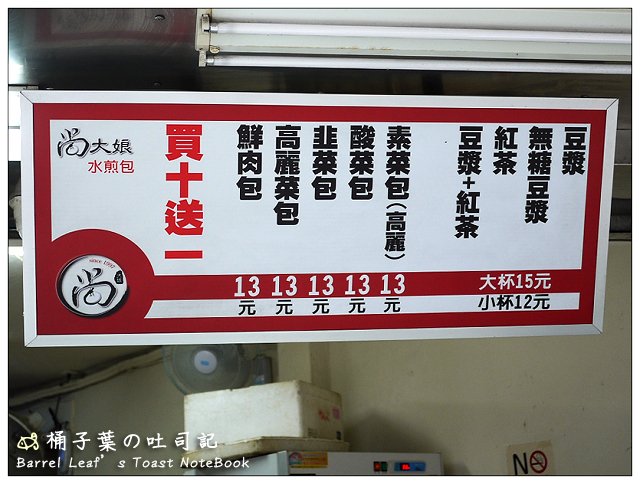 尚大娘
水煎包
買十送一
鮮肉包
13元
高麗菜包
13元
韭菜包
13元
酸菜包
13元
素菜包(高麗)
13元
豆漿+紅茶
紅茶
無糖豆漿
豆漿
大杯15元
小杯12元
since 1997
尚
NO
桶子葉の吐司記
Barrel Leaf's Toast NoteBook